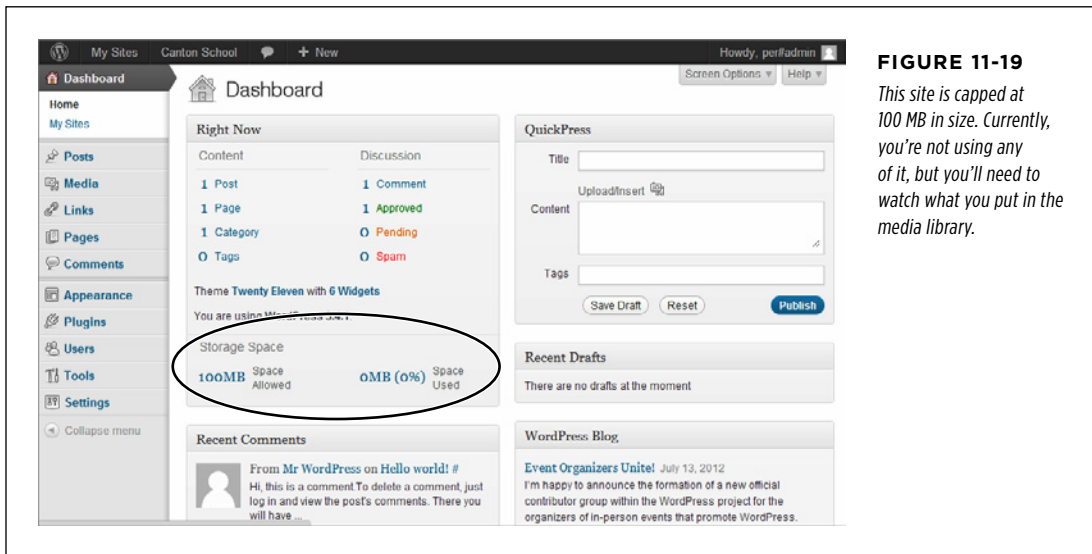 My Sites Canton School + New Howdy, per#admin
Dashboard
Home
My Sites
Posts
Media
Links
Pages
Comments
Appearance
Plugins
Users
Tools
Settings
Collapse menu
Screen Options Help
Dashboard
Right Now
Content Discussion
1 Post 1 Comment
1 Page 1 Approved
1 Category 0 Pending
0 Tags 0 Spam
Theme Twenty Eleven with 6 Widgets
You are using WordPress 3.4.1.
Storage Space
100MB Space Allowed 0MB (0%) Space Used
Recent Comments
From Mr WordPress on Hello world! #
Hi, this is a comment To delete a comment, just
log in and view the post's comments. There you
will have ...
QuickPress
Title
Upload/Insert
Content
Tags
Save Draft Reset Publish
Recent Drafts
There are no drafts at the moment
WordPress Blog
Event Organizers Unite! July 13, 2012
I'm happy to announce the formation of a new official
contributor group within the WordPress project for the
organizers of in-person events that promote WordPress.
FIGURE 11-19
This site is capped at
100 MB in size. Currently,
you're not using any
of it, but you'll need to
watch what you put in the
media library.